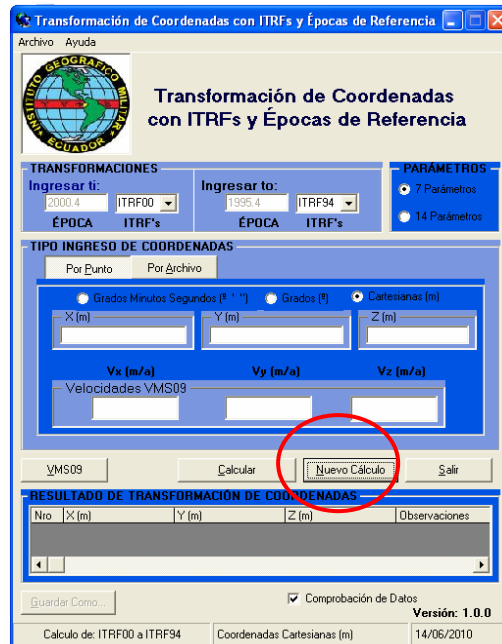 Transformación de Coordenadas con ITRFs y Épocas de Referencia
Archivo Ayuda
INSTITUTO GEOGRAFICO MILITAR
ECUADOR
Transformación de Coordenadas
con ITRFs y Épocas de Referencia
TRANSFORMACIONES
Ingresar ti:
2000.4 ITRF00
ÉPOCA ITRF's
Ingresar to:
1995.4 ITRF94
ÉPOCA ITRF's
PARÁMETROS
7 Parámetros
14 Parámetros
TIPO INGRESO DE COORDENADAS
Por Punto Por Archivo
Grados Minutos Segundos (º ' '') Grados (º) Cartesianas (m)
X (m) Y (m) Z (m)
Vx (m/a) Vy (m/a) Vz (m/a)
Velocidades VMS09
VMS09 Calcular Nuevo Cálculo Salir
RESULTADO DE TRANSFORMACIÓN DE COORDENADAS
Nro X (m) Y (m) Z (m) Observaciones
Guardar Como... Comprobación de Datos
Versión: 1.0.0
Calculo de: ITRF00 a ITRF94 Coordenadas Cartesianas (m) 14/06/2010